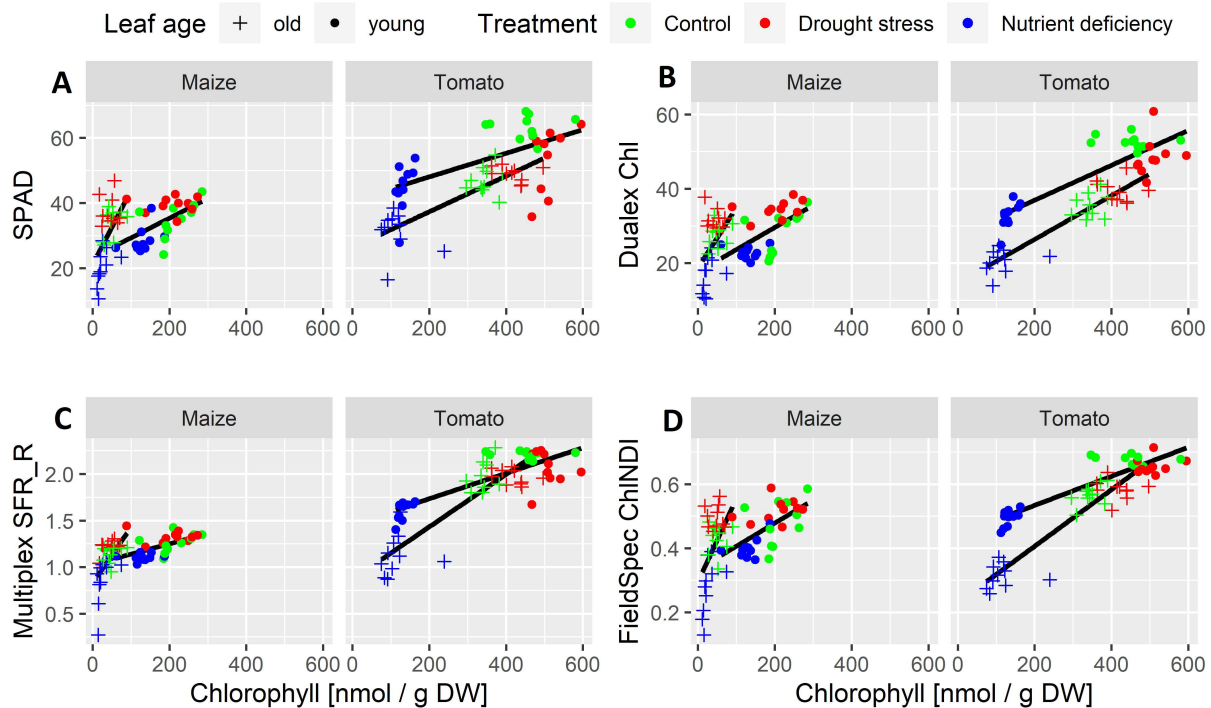 Leaf age old young Treatment Control Drought stress Nutrient deficiency
A Maize Tomato
SPAD
60
40
20
0 200 400 600 0 200 400 600
B Maize Tomato
Dualex Chl
60
40
20
0 200 400 600 0 200 400 600
C Maize Tomato
Multiplex SFR_R
2.0
1.5
1.0
0.5
0 200 400 600 0 200 400 600
Chlorophyll [nmol / g DW]
D Maize Tomato
FieldSpec ChlNDI
0.6
0.4
0.2
0 200 400 600 0 200 400 600
Chlorophyll [nmol / g DW]